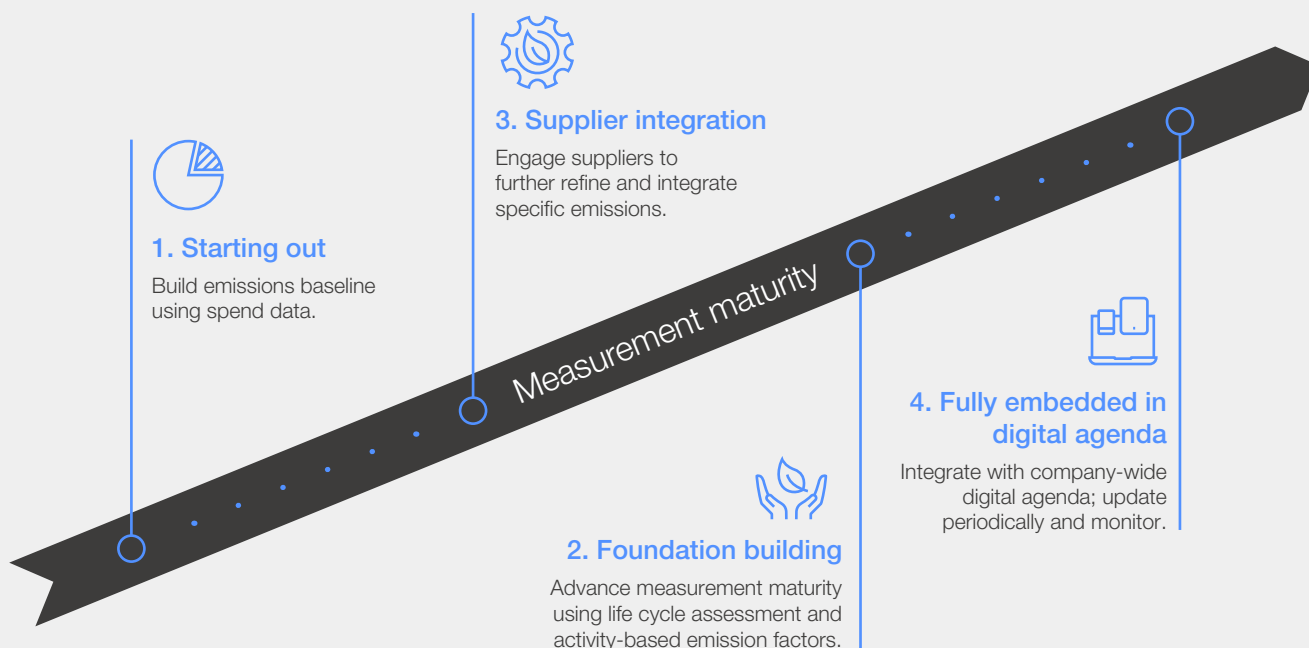 1. Starting out
Build emissions baseline
using spend data.
3. Supplier integration
Engage suppliers to
further refine and integrate
specific emissions.
Measurement maturity
2. Foundation building
Advance measurement maturity
using life cycle assessment and
activity-based emission factors.
4. Fully embedded in
digital agenda
Integrate with company-wide
digital agenda; update
periodically and monitor.